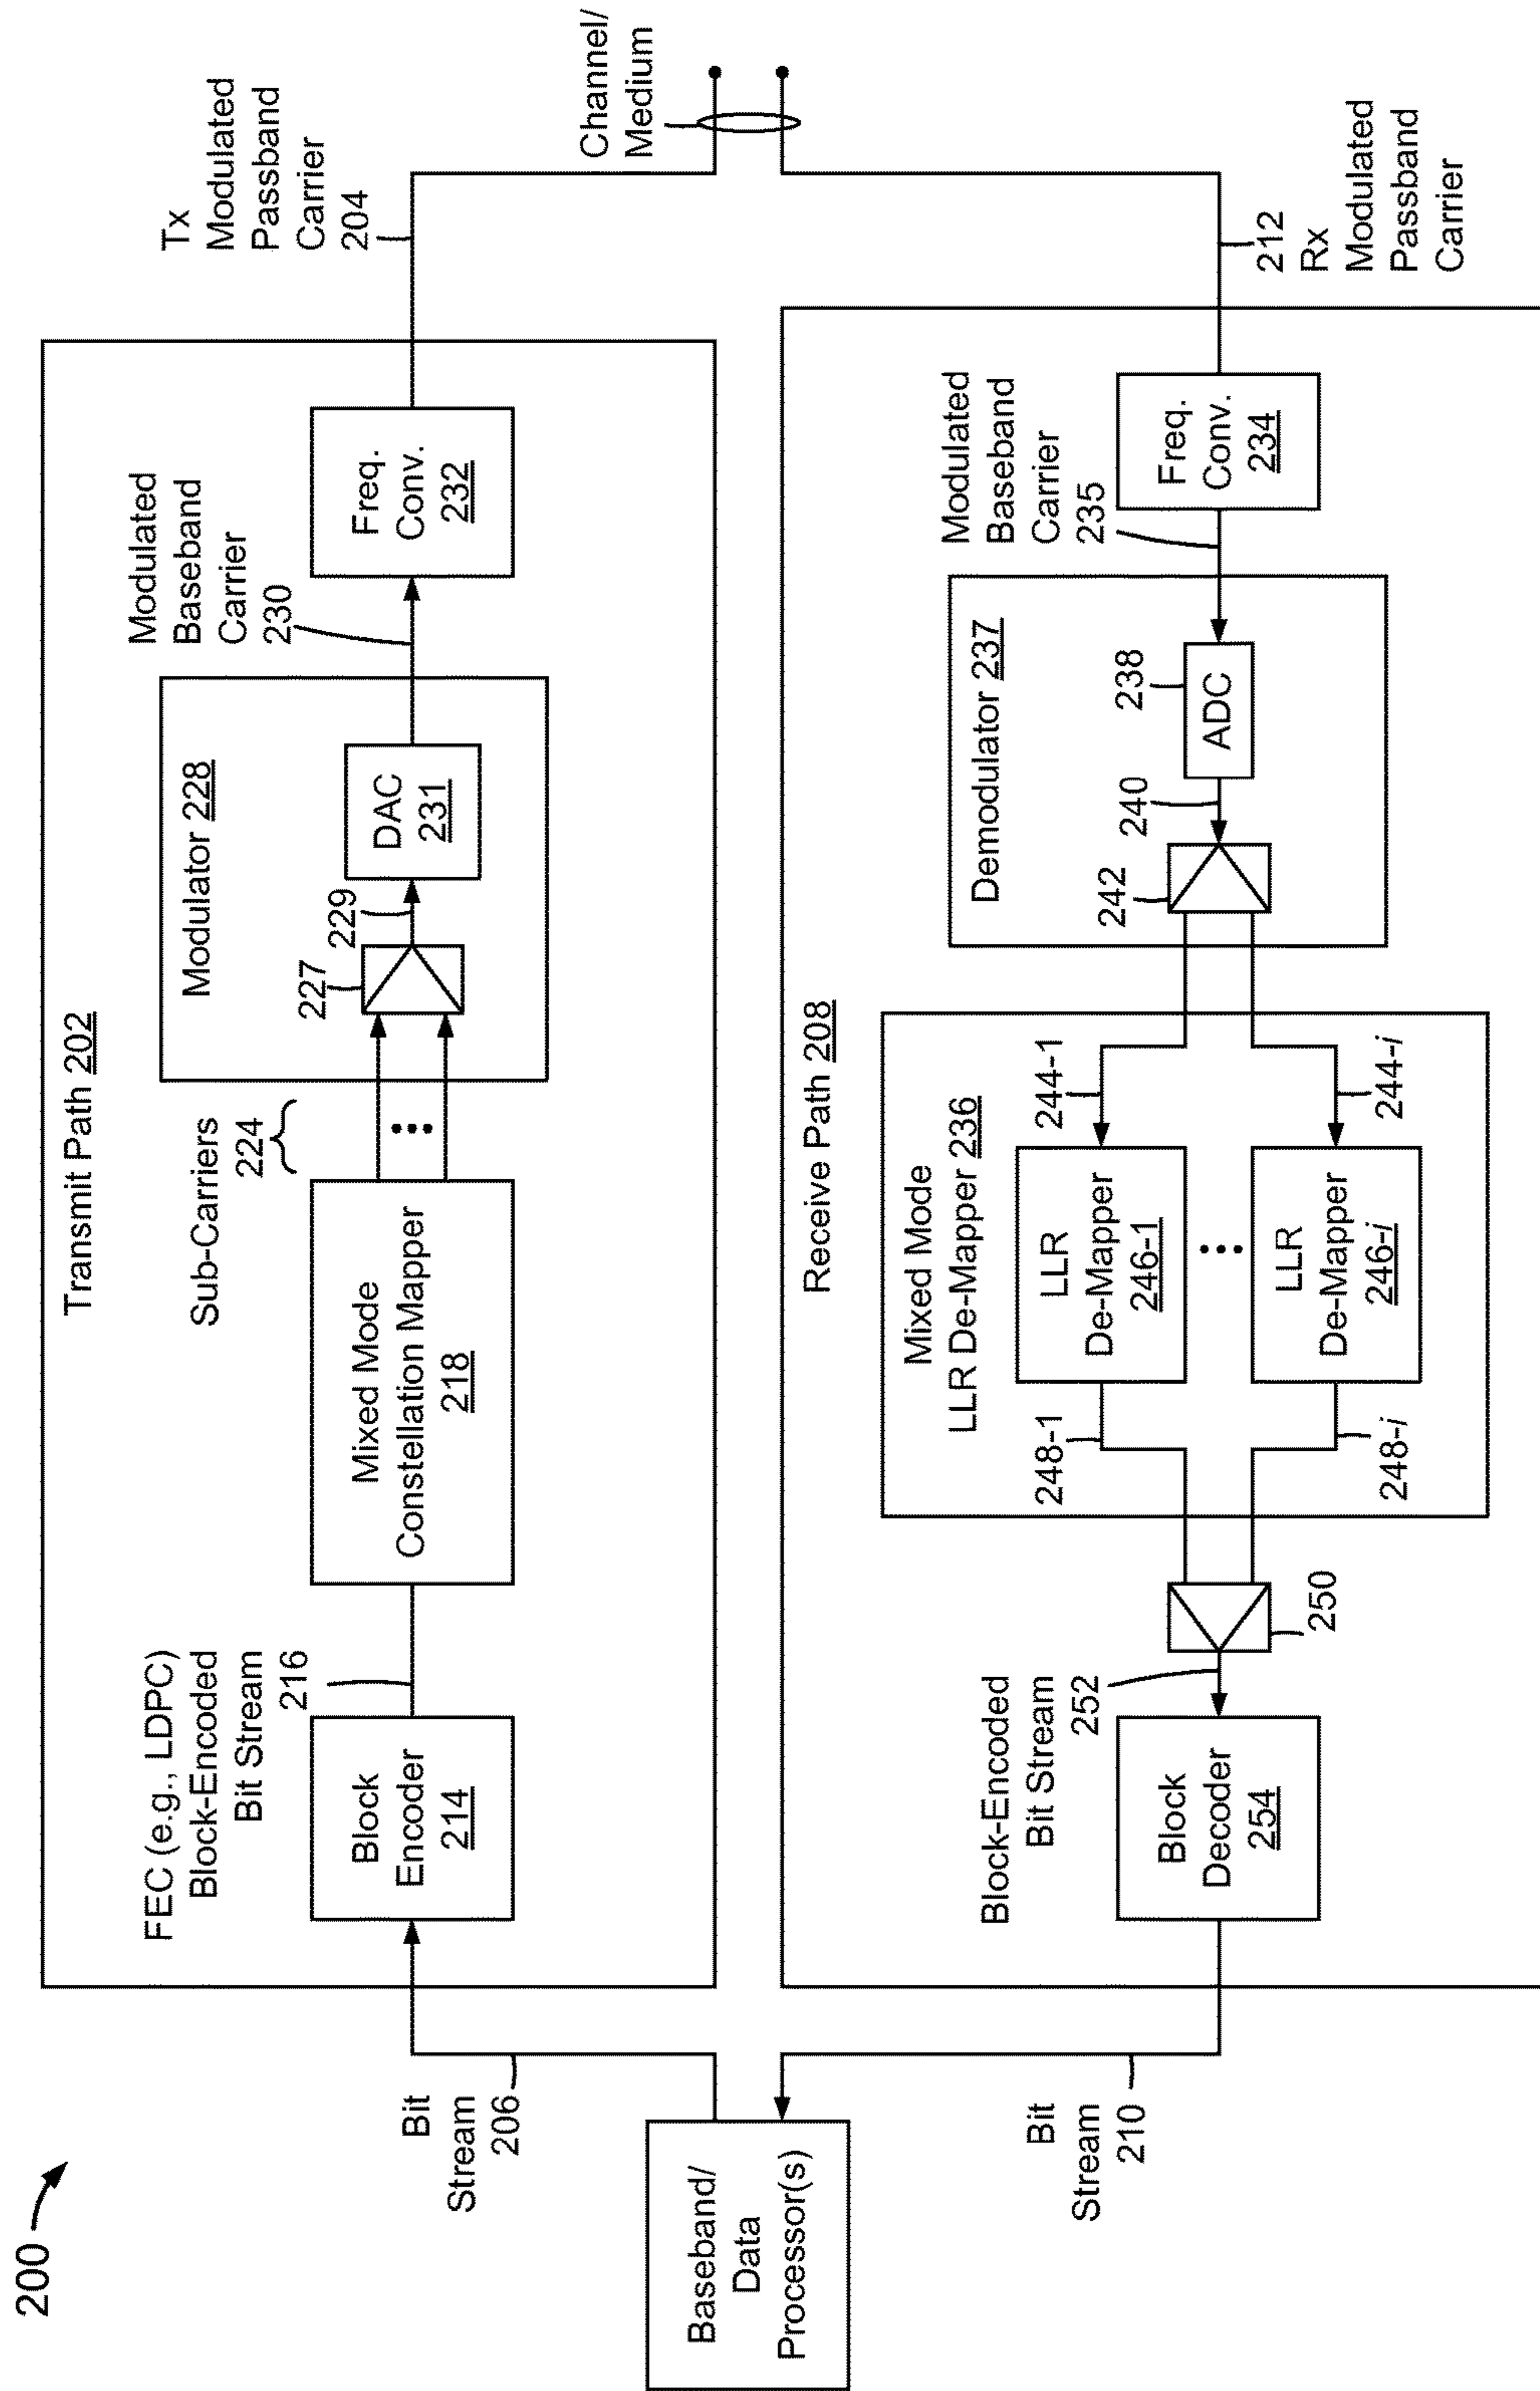 200
Baseband/
Data
Processor(s)
Bit
Stream
206
Bit
Stream
210
Transmit Path 202
FEC (e.g., LDPC)
Block-Encoded
Bit Stream
216
Block
Encoder
214
Mixed Mode
Constellation Mapper
218
Sub-Carriers
224
Modulator 228
227
229
DAC
231
Modulated
Baseband
Carrier
230
Freq.
Conv.
232
Tx
Modulated
Passband
Carrier
204
Channel/
Medium
Receive Path 208
Block-Encoded
Bit Stream
252
Block
Decoder
254
250
Mixed Mode
LLR De-Mapper 236
248-1
LLR
De-Mapper
246-1
244-1
248-i
LLR
De-Mapper
246-i
244-i
Demodulator 237
242
240
238
ADC
Modulated
Baseband
Carrier
235
Freq.
Conv.
234
212
Rx
Modulated
Passband
Carrier